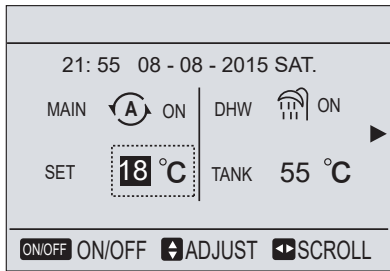 21: 55 08 - 08 - 2015 SAT.
MAIN A ON DHW ON
SET 18 °C TANK 55 °C
ON/OFF ON/OFF ADJUST SCROLL